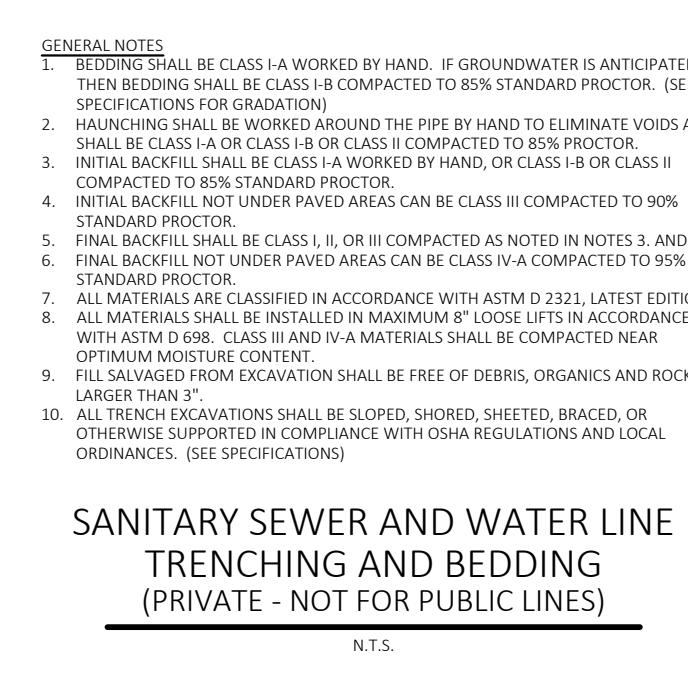 GENERAL NOTES
1. BEDDING SHALL BE CLASS I-A WORKED BY HAND. IF GROUNDWATER IS
THEN BEDDING SHALL BE CLASS I-B COMPACTED TO 85% STANDARD PROCTOR.
SPECIFICATIONS FOR GRADATION)
2. HAUNCHING SHALL BE WORKED AROUND THE PIPE BY HAND TO ELIMINATE VOIDS
SHALL BE CLASS I-A OR CLASS I-B OR CLASS II COMPACTED TO 85% PROCTOR.
3. INITIAL BACKFILL SHALL BE CLASS I-A WORKED BY HAND, OR CLASS I-B OR CLASS II
COMPACTED TO 85% STANDARD PROCTOR.
4. INITIAL BACKFILL NOT UNDER PAVED AREAS CAN BE CLASS III COMPACTED TO 90%
STANDARD PROCTOR.
5. FINAL BACKFILL SHALL BE CLASS I, II, OR III COMPACTED AS NOTED IN NOTES 3. AND
6. FINAL BACKFILL NOT UNDER PAVED AREAS CAN BE CLASS IV-A COMPACTED TO 95%
STANDARD PROCTOR.
7. ALL MATERIALS ARE CLASSIFIED IN ACCORDANCE WITH ASTM D 2321, LATEST
8. ALL MATERIALS SHALL BE INSTALLED IN MAXIMUM 8" LOOSE LIFTS IN ACCORDANCE
WITH ASTM D 698. CLASS III AND IV-A MATERIALS SHALL BE COMPACTED NEAR
OPTIMUM MOISTURE CONTENT.
9. FILL SALVAGED FROM EXCAVATION SHALL BE FREE OF DEBRIS, ORGANICS AND
LARGER THAN 3".
10. ALL TRENCH EXCAVATIONS SHALL BE SLOPED, SHORED, SHEETED, BRACED, OR
OTHERWISE SUPPORTED IN COMPLIANCE WITH OSHA REGULATIONS AND LOCAL
ORDINANCES. (SEE SPECIFICATIONS)
SANITARY SEWER AND WATER LINE
TRENCHING AND BEDDING
(PRIVATE - NOT FOR PUBLIC LINES)
N.T.S.